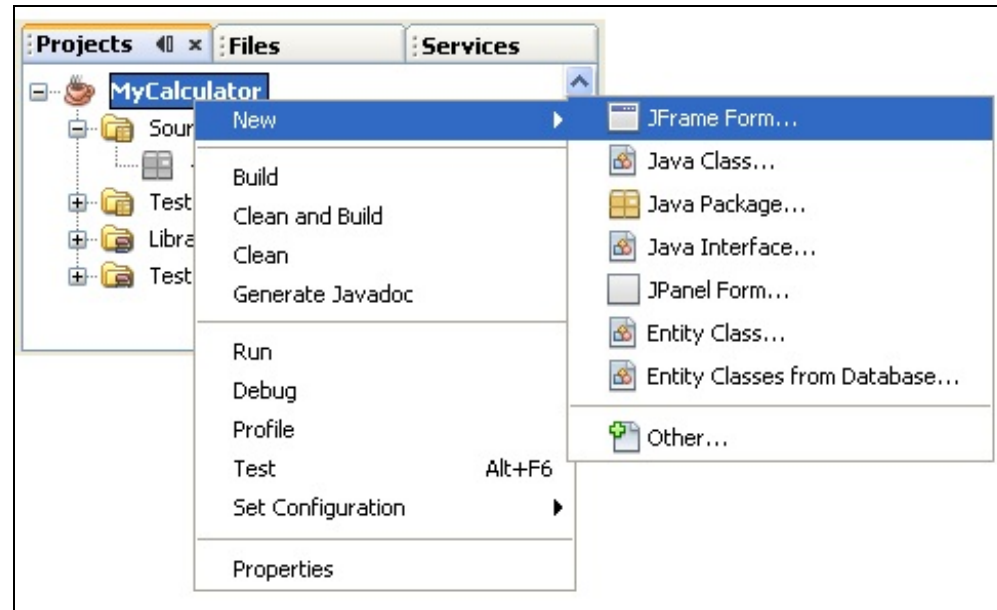 Projects
Files
Services
MyCalculator
Sour
Test
Libra
Test
New
Build
Clean and Build
Clean
Generate Javadoc
Run
Debug
Profile
Test Alt+F6
Set Configuration
Properties
JFrame Form...
Java Class...
Java Package...
Java Interface...
JPanel Form...
Entity Class...
Entity Classes from Database...
Other...